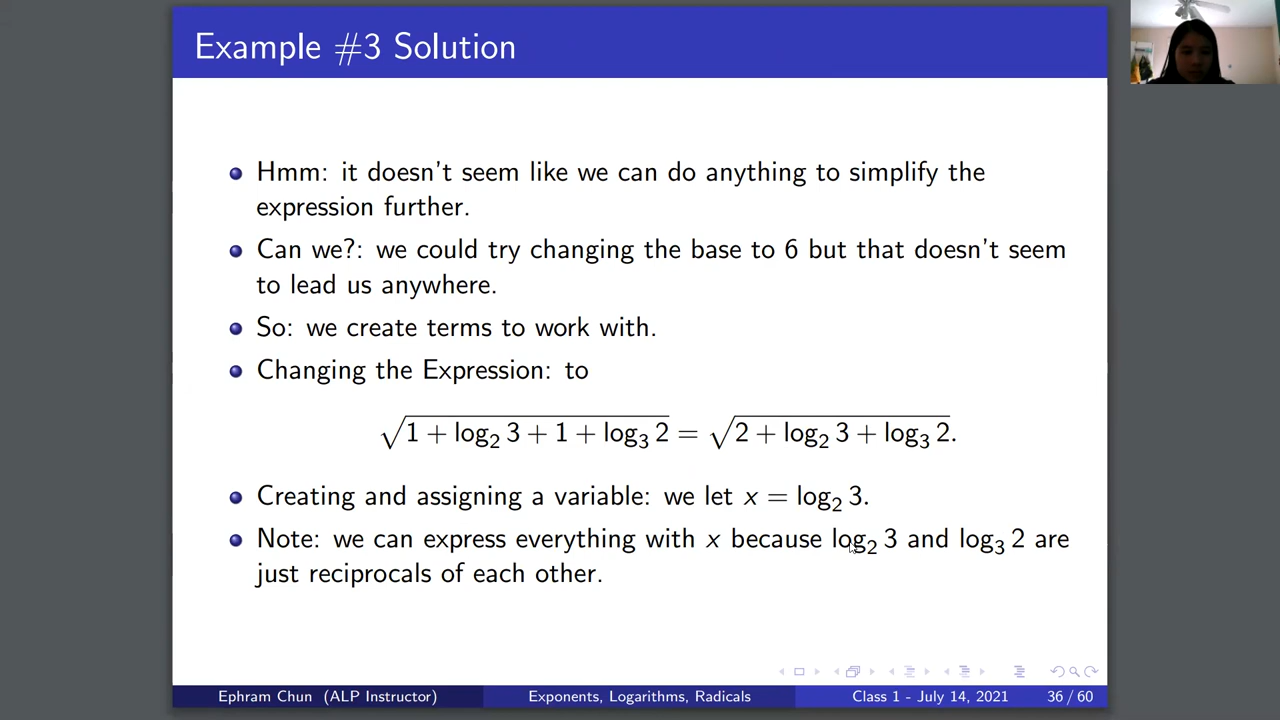 Example #3 Solution
Hmm: it doesn't seem like we can do anything to simplify the
expression further.
Can we?: we could try changing the base to 6 but that doesn't seem
to lead us anywhere.
So: we create terms to work with.
Changing the Expression: to
√(1 + log₂ 3 + 1 + log₃ 2) = √(2 + log₂ 3 + log₃ 2).
Creating and assigning a variable: we let x = log₂ 3.
Note: we can express everything with x because log₂ 3 and log₃ 2 are
just reciprocals of each other.
Ephram Chun (ALP Instructor) Exponents, Logarithms, Radicals Class 1 - July 14, 2021 36 / 60